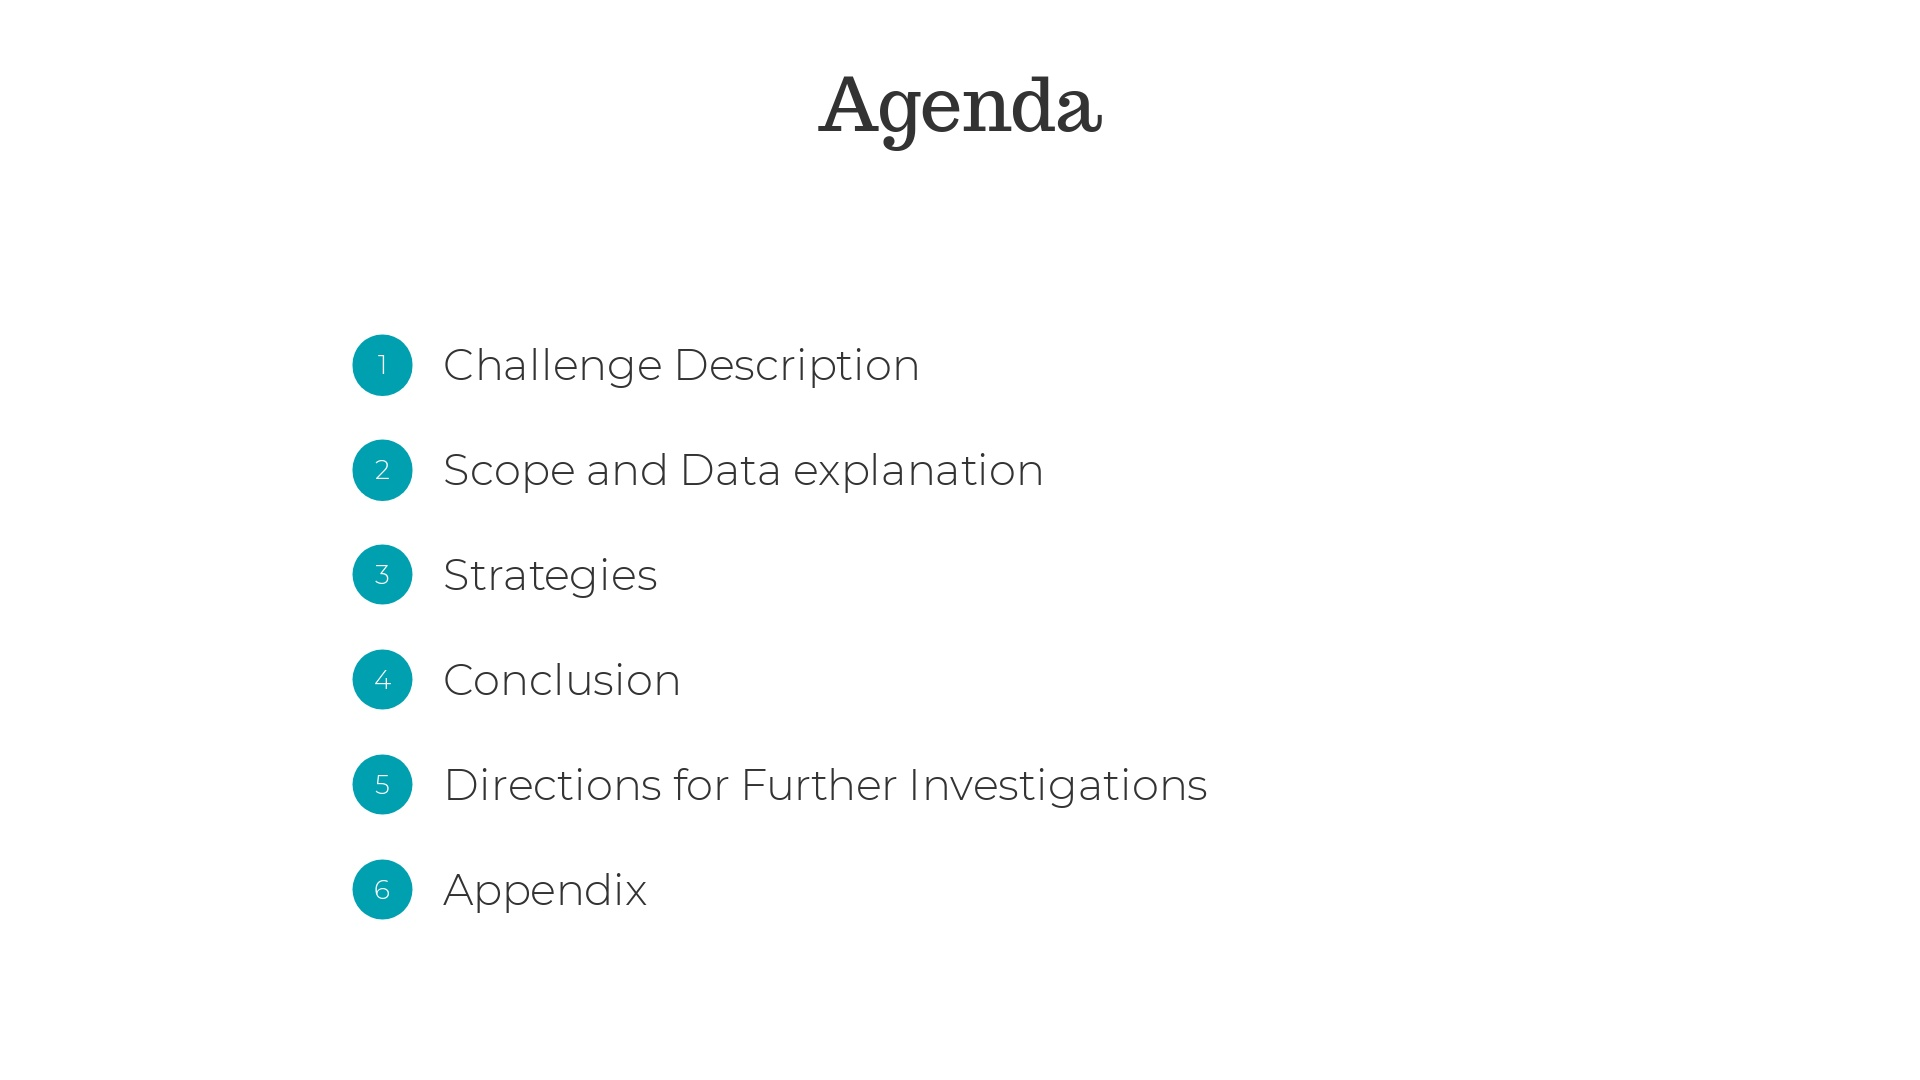 Agenda
1 Challenge Description
2 Scope and Data explanation
3 Strategies
4 Conclusion
5 Directions for Further Investigations
6 Appendix